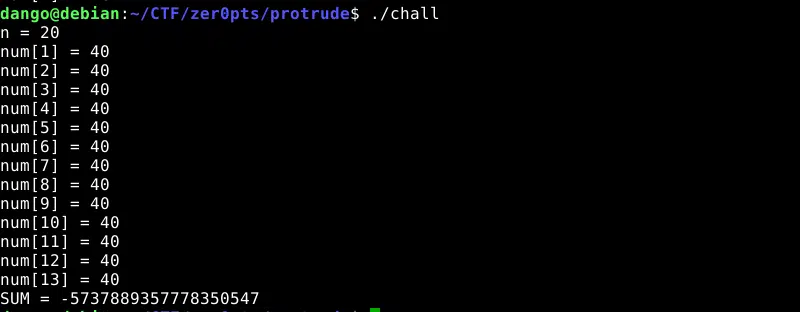 dango@debian:~/CTF/zer0pts/protrude$ ./chall
n = 20
num[1] = 40
num[2] = 40
num[3] = 40
num[4] = 40
num[5] = 40
num[6] = 40
num[7] = 40
num[8] = 40
num[9] = 40
num[10] = 40
num[11] = 40
num[12] = 40
num[13] = 40
SUM = -5737889357778350547